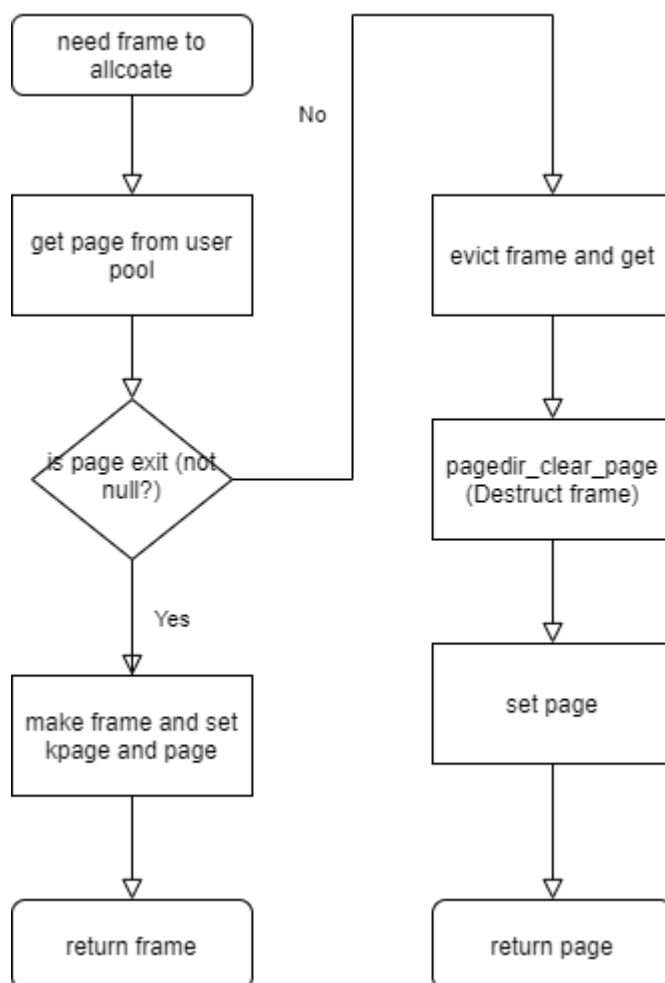 need frame to
allcoate
No
get page from user
pool
evict frame and get
is page exit (not
null?)
pagedir_clear_page
(Destruct frame)
Yes
make frame and set
kpage and page
set page
return frame
return page